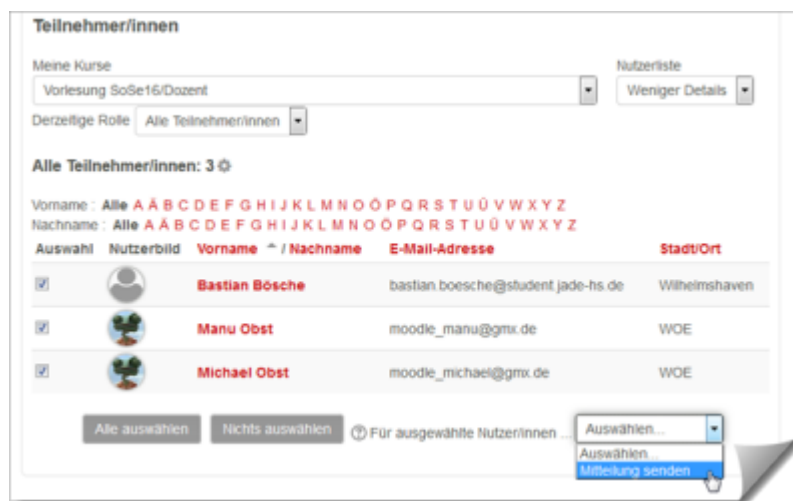 Teilnehmer/innen
Meine Kurse Nutzerliste
Vorlesung SoSe16/Dozent Weniger Details
Derzeitige Rolle Alle Teilnehmer/innen
Alle Teilnehmer/innen: 3
Vorname : Alle A Ä B C D E F G H I J K L M N O Ö P Q R S T U Ü V W X Y Z
Nachname : Alle A Ä B C D E F G H I J K L M N O Ö P Q R S T U Ü V W X Y Z
Auswahl Nutzerbild Vorname / Nachname E-Mail-Adresse Stadt/Ort
Bastian Bösche bastian.boesche@student.jade-hs.de Wilhelmshaven
Manu Obst moodle_manu@gmx.de WOE
Michael Obst moodle_michael@gmx.de WOE
Alle auswählen Nichts auswählen Für ausgewählte Nutzer/innen ... Auswählen...
Auswählen...
Mitteilung senden